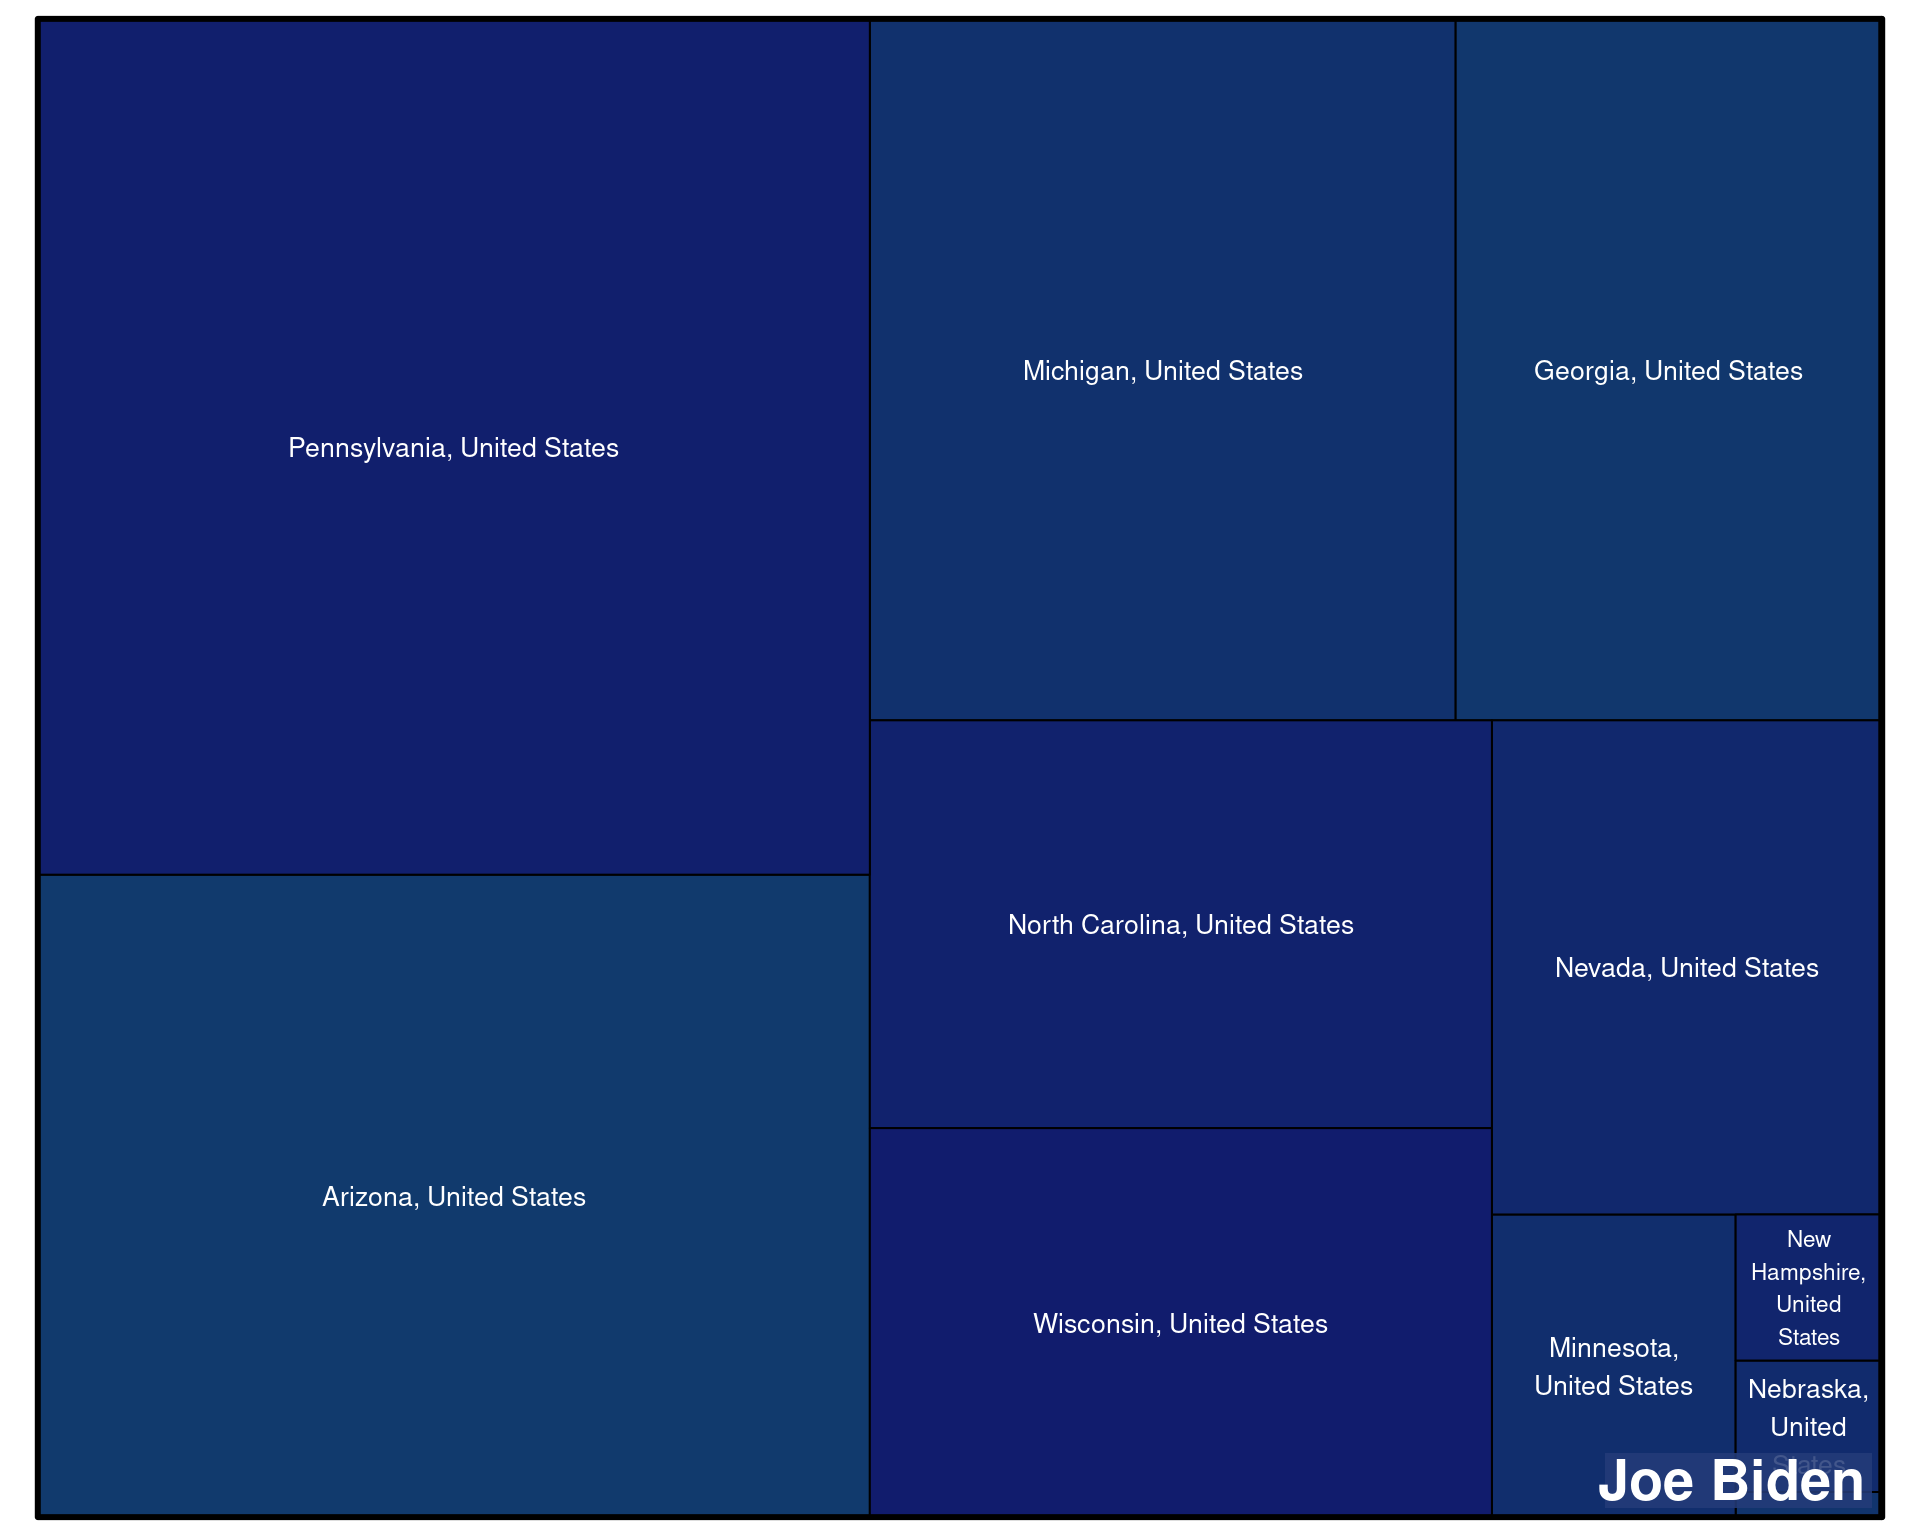 Pennsylvania, United States
Michigan, United States
Georgia, United States
Arizona, United States
North Carolina, United States
Nevada, United States
Wisconsin, United States
Minnesota,
United States
New
Hampshire,
United
States
Nebraska,
United
States
Joe Biden